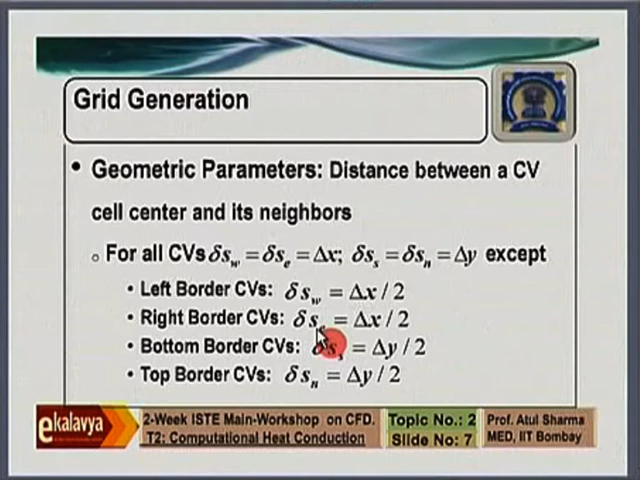 Grid Generation
• Geometric Parameters: Distance between a CV
cell center and its neighbors
o For all CVs δs_w = δs_e = Δx; δs_s = δs_n = Δy except
• Left Border CVs: δs_w = Δx / 2
• Right Border CVs: δs_e = Δx / 2
• Bottom Border CVs: δs_s = Δy / 2
• Top Border CVs: δs_n = Δy / 2
ekalavya
2-Week ISTE Main-Workshop on CFD.
T2: Computational Heat Conduction
Topic No.: 2
Slide No: 7
Prof. Atul Sharma
MED, IIT Bombay